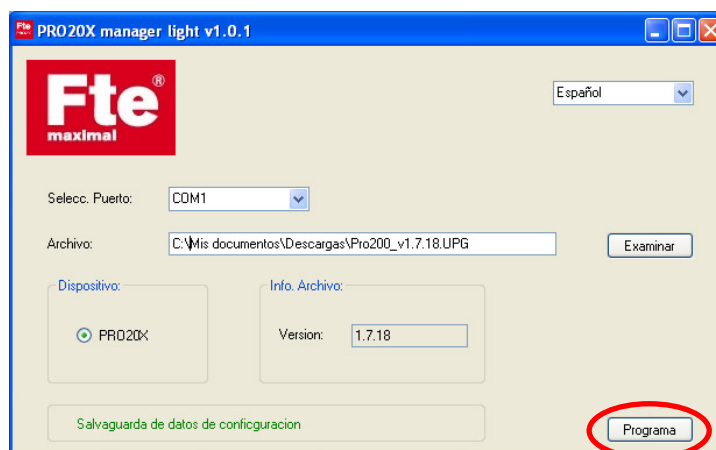 Fte maximal PRO20X manager light v1.0.1
Fte®
maximal
Español
Selecc. Puerto: COM1
Archivo: C:\Mis documentos\Descargas\Pro200_v1.7.18.UPG Examinar
Dispositivo: Info. Archivo:
PRO20X Version: 1.7.18
Salvaguarda de datos de conficguracion Programa